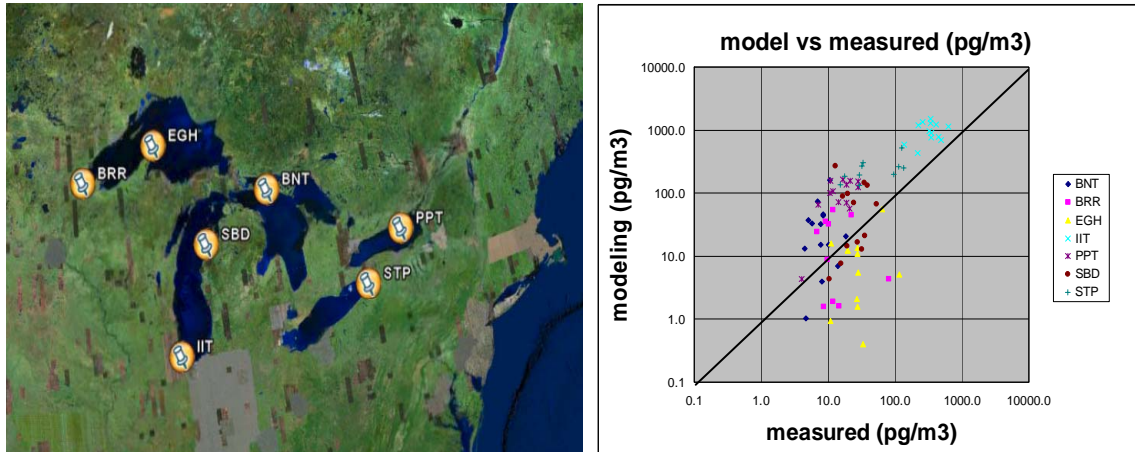 EGH
BRR
BNT
PPT
SBD
STP
IIT
model vs measured (pg/m3)
modeling (pg/m3)
10000.0
1000.0
100.0
10.0
1.0
0.1
0.1 1.0 10.0 100.0 1000.0 10000.0
measured (pg/m3)
BNT
BRR
EGH
IIT
PPT
SBD
STP